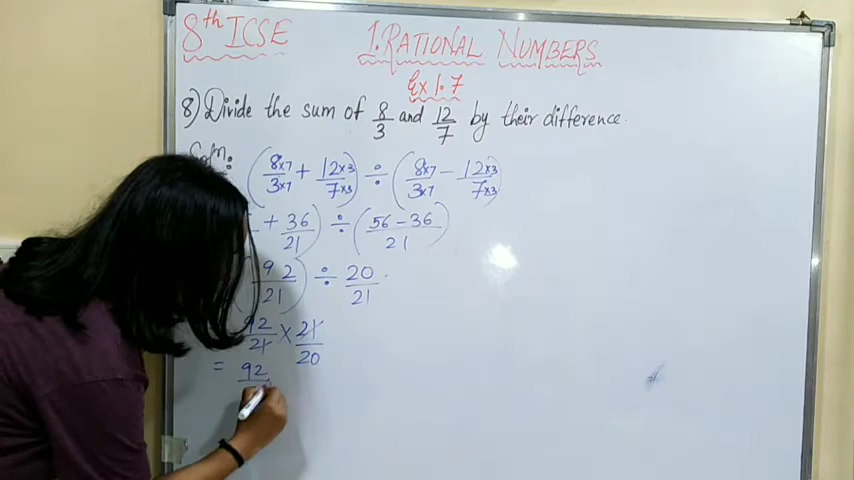 8th ICSE 1. RATIONAL NUMBERS
Ex 1.7
8) Divide the sum of 8/3 and 12/7 by their difference.
Soln: (8×7/3×7 + 12×3/7×3) ÷ (8×7/3×7 - 12×3/7×3)
+ 36/21) ÷ (56 - 36/21)
(92/21) ÷ 20/21.
92/21 × 21/20
= 92